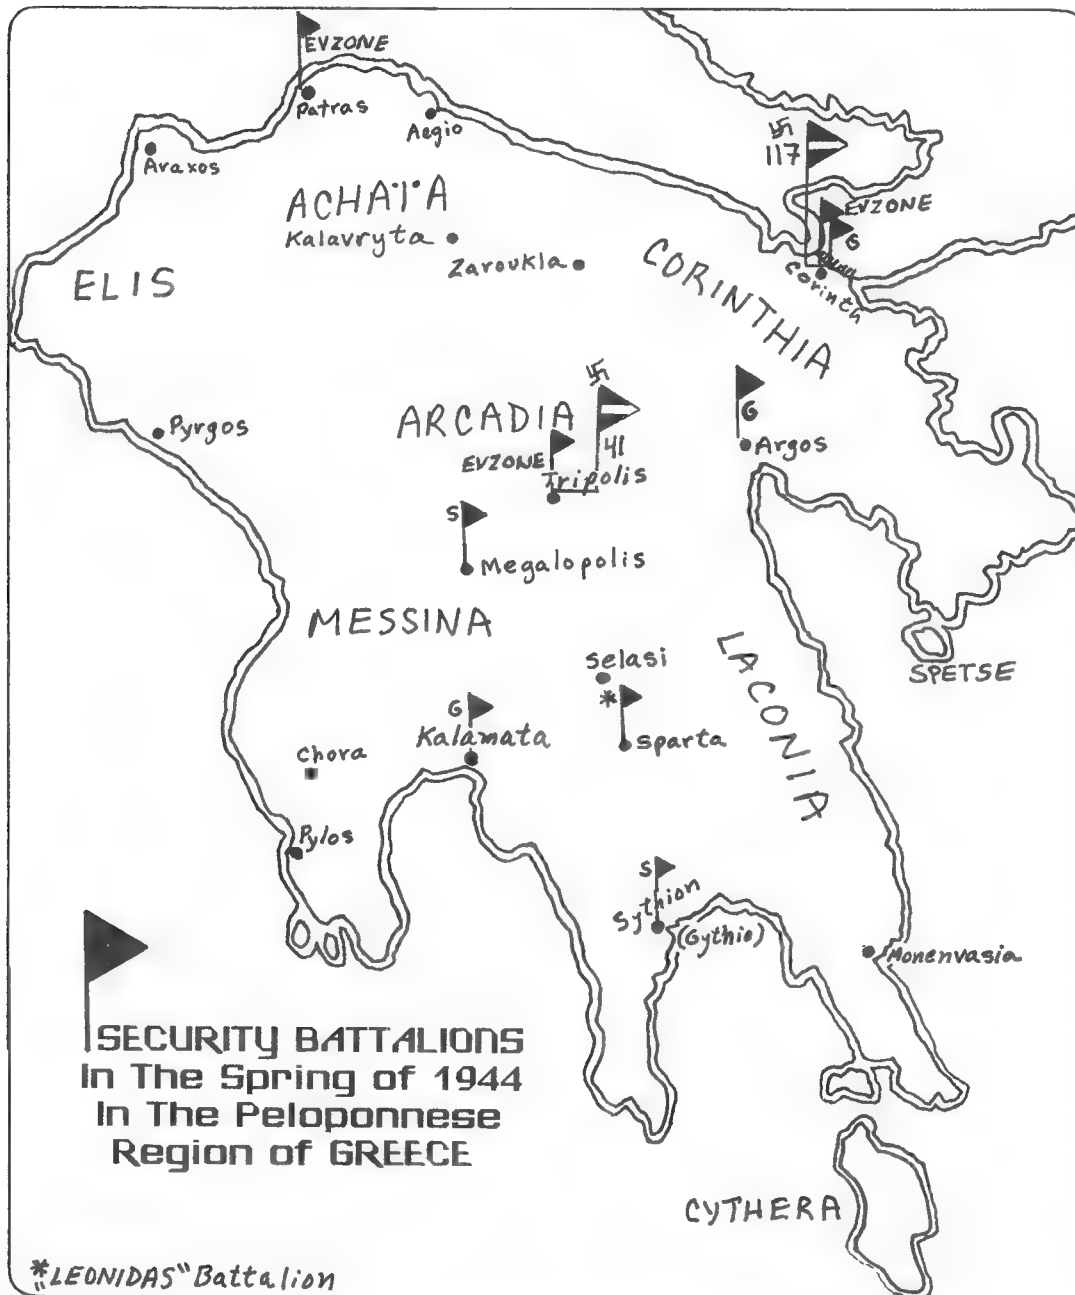 EVZONE
Patras
Aegio
Araxos
117
EVZONE
G
Corinth
ACHAIA
Kalavryta
Zaroukla
ELIS
CORINTHIA
ARCADIA
EVZONE
41
Tripolis
G
Argos
Pyrgos
S
Megalopolis
MESSINA
LACONIA
SPETSE
Selasi
*
Sparta
G
Kalamata
Chora
Pylos
S
Sythion
(Gythio)
Monenvasia
SECURITY BATTALIONS
In The Spring of 1944
In The Peloponnese
Region of GREECE
CYTHERA
*"LEONIDAS" Battalion